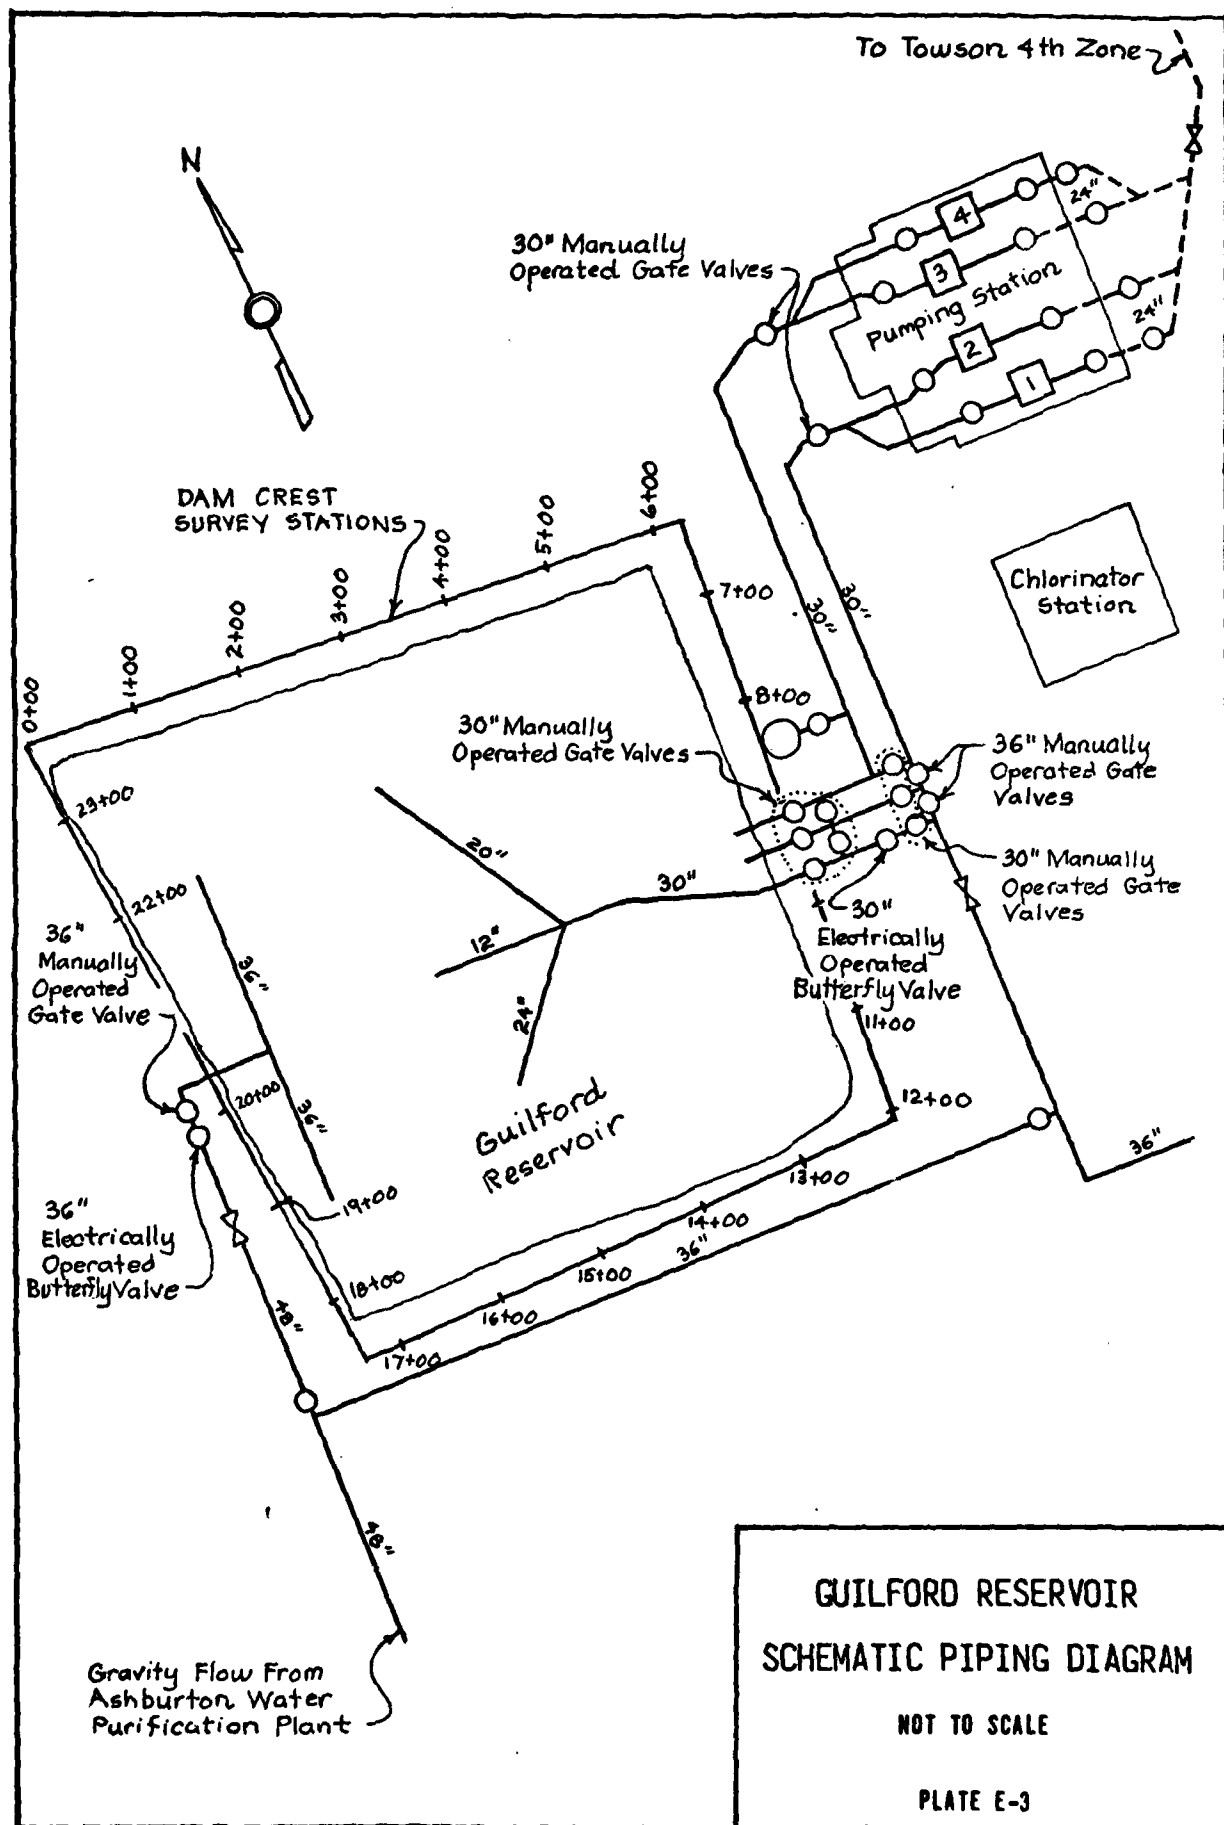 To Towson 4th Zone
N
30" Manually
Operated Gate Valves
4
24"
3
Pumping Station
2
24"
1
DAM CREST
SURVEY STATIONS
0+00
1+00
2+00
3+00
4+00
5+00
6+00
7+00
8+00
30"
30"
Chlorinator
Station
30" Manually
Operated Gate Valves
36" Manually
Operated Gate
Valves
23+00
22+00
20"
12"
24"
30"
30" Manually
Operated Gate
Valves
30"
Electrically
Operated
Butterfly Valve
36"
Manually
Operated
Gate Valve
36"
36"
20+00
11+00
12+00
Guilford
Reservoir
36"
19+00
13+00
14+00
36"
15+00
16+00
17+00
18+00
36"
Electrically
Operated
Butterfly Valve
48"
48"
Gravity Flow From
Ashburton Water
Purification Plant
GUILFORD RESERVOIR
SCHEMATIC PIPING DIAGRAM
NOT TO SCALE
PLATE E-3